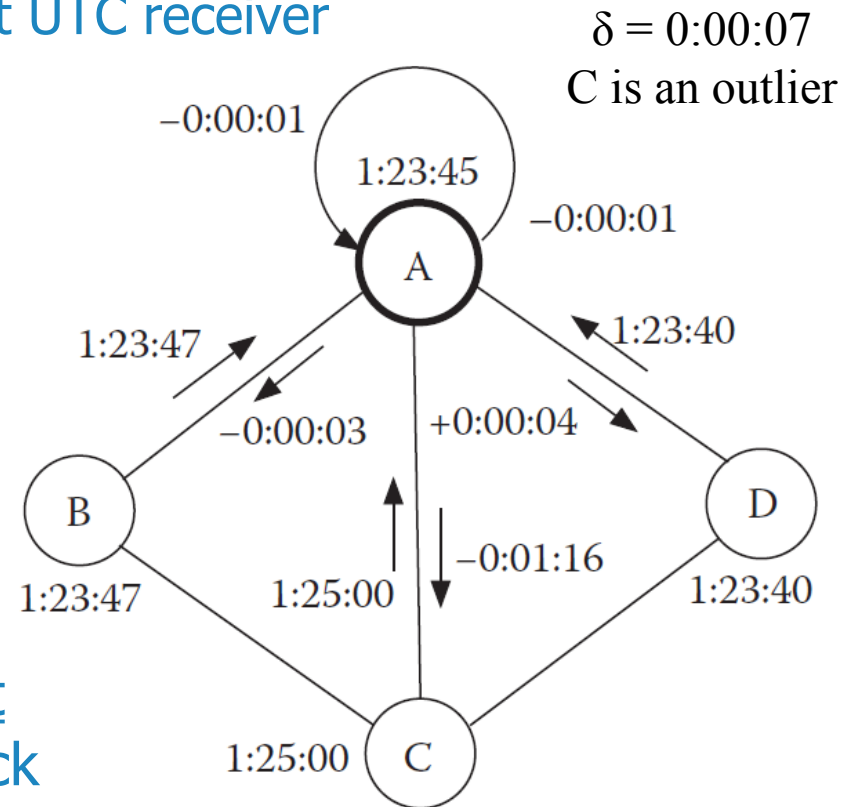 t UTC receiver
δ = 0:00:07
C is an outlier
−0:00:01
1:23:45
−0:00:01
A
1:23:47
1:23:40
−0:00:03
+0:00:04
B
D
−0:01:16
1:23:47
1:25:00
1:23:40
ck
1:25:00
C